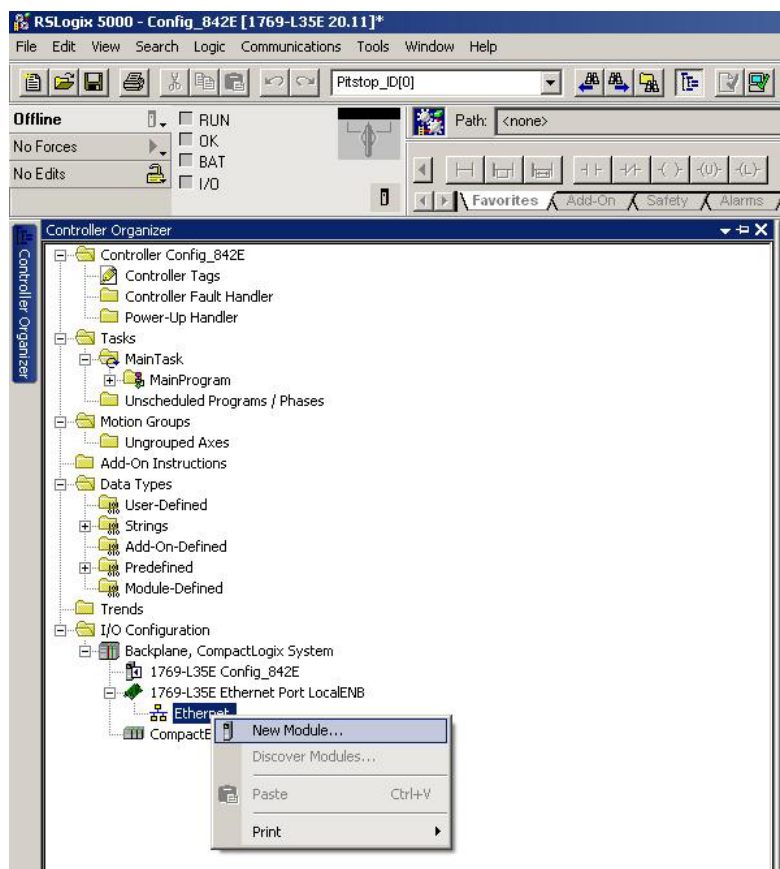 RSLogix 5000 - Config_842E [1769-L35E 20.11]*
File Edit View Search Logic Communications Tools Window Help
Pitstop_ID[0]
Offline
RUN
Path: <none>
No Forces
OK
No Edits
BAT
I/O
Favorites Add-On Safety Alarms
Controller Organizer
Controller Organizer
Controller Config_842E
Controller Tags
Controller Fault Handler
Power-Up Handler
Tasks
MainTask
MainProgram
Unscheduled Programs / Phases
Motion Groups
Ungrouped Axes
Add-On Instructions
Data Types
User-Defined
Strings
Add-On-Defined
Predefined
Module-Defined
Trends
I/O Configuration
Backplane, CompactLogix System
1769-L35E Config_842E
1769-L35E Ethernet Port LocalENB
Ethernet
New Module...
CompactB
Discover Modules...
Paste Ctrl+V
Print